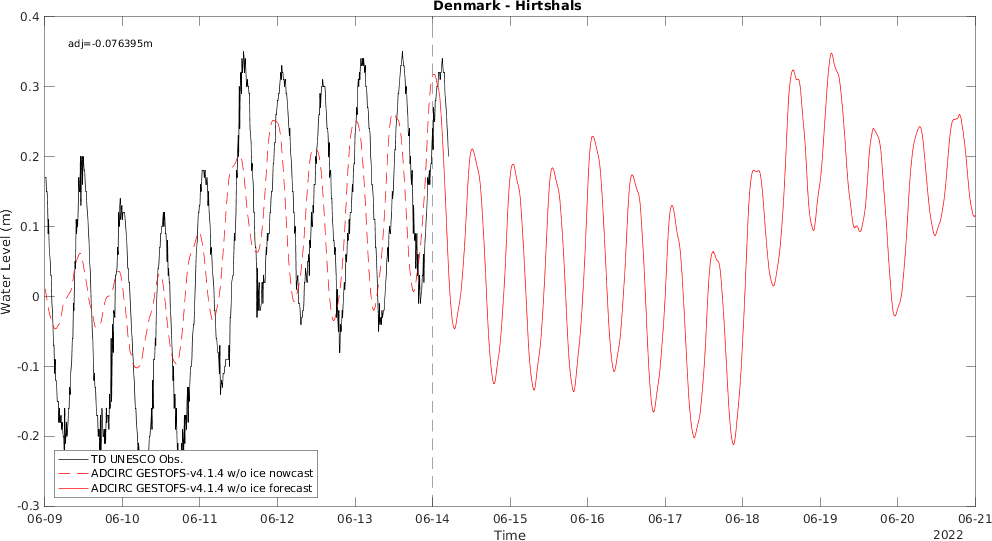 Denmark - Hirtshals
adj=-0.076395m
0.4
0.3
0.2
0.1
0
-0.1
-0.2
-0.3
Water Level (m)
TD UNESCO Obs.
ADCIRC GESTOFS-v4.1.4 w/o ice nowcast
ADCIRC GESTOFS-v4.1.4 w/o ice forecast
06-09 06-10 06-11 06-12 06-13 06-14 06-15 06-16 06-17 06-18 06-19 06-20 06-21
Time
2022